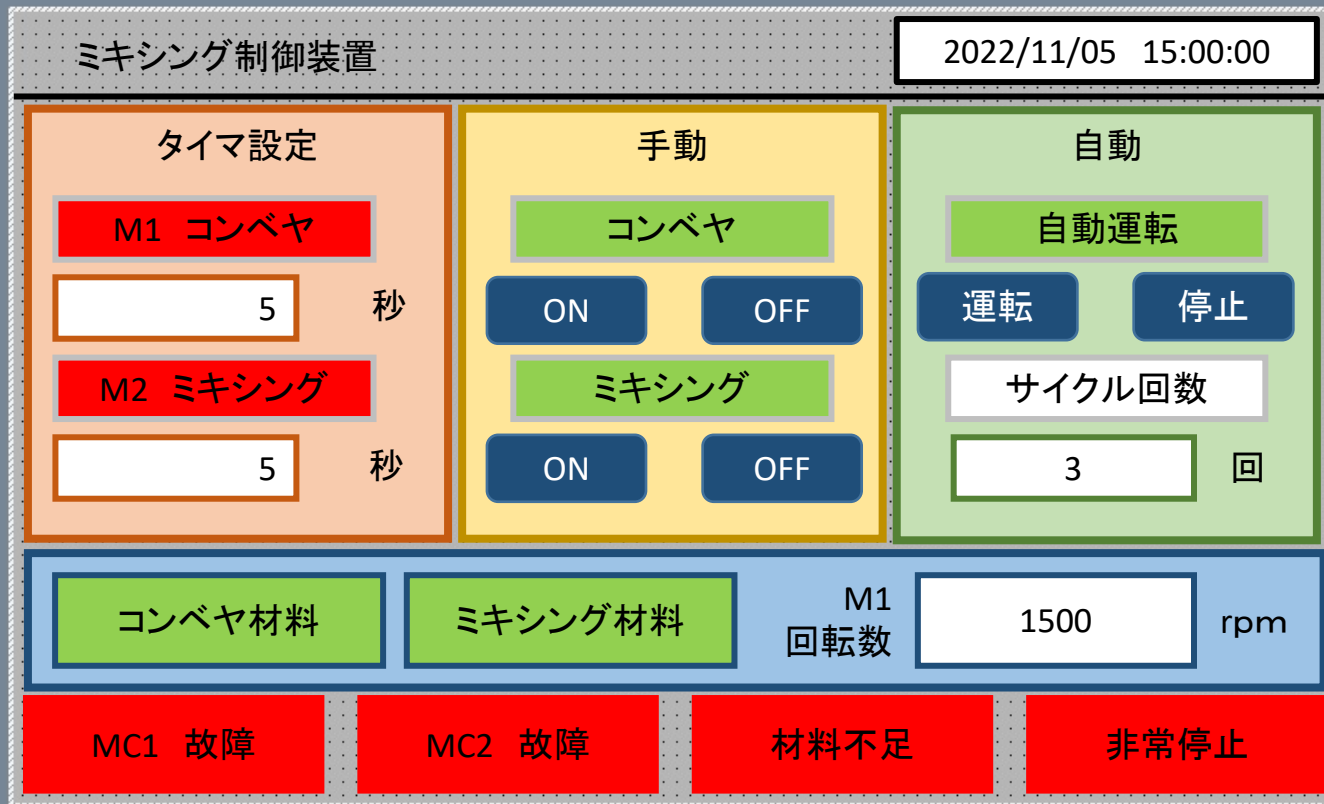 ミキシング制御装置
2022/11/05 15:00:00
タイマ設定
M1 コンベヤ
5 秒
M2 ミキシング
5 秒
手動
コンベヤ
ON OFF
ミキシング
ON OFF
自動
自動運転
運転 停止
サイクル回数
3 回
コンベヤ材料
ミキシング材料
M1
回転数
1500 rpm
MC1 故障
MC2 故障
材料不足
非常停止